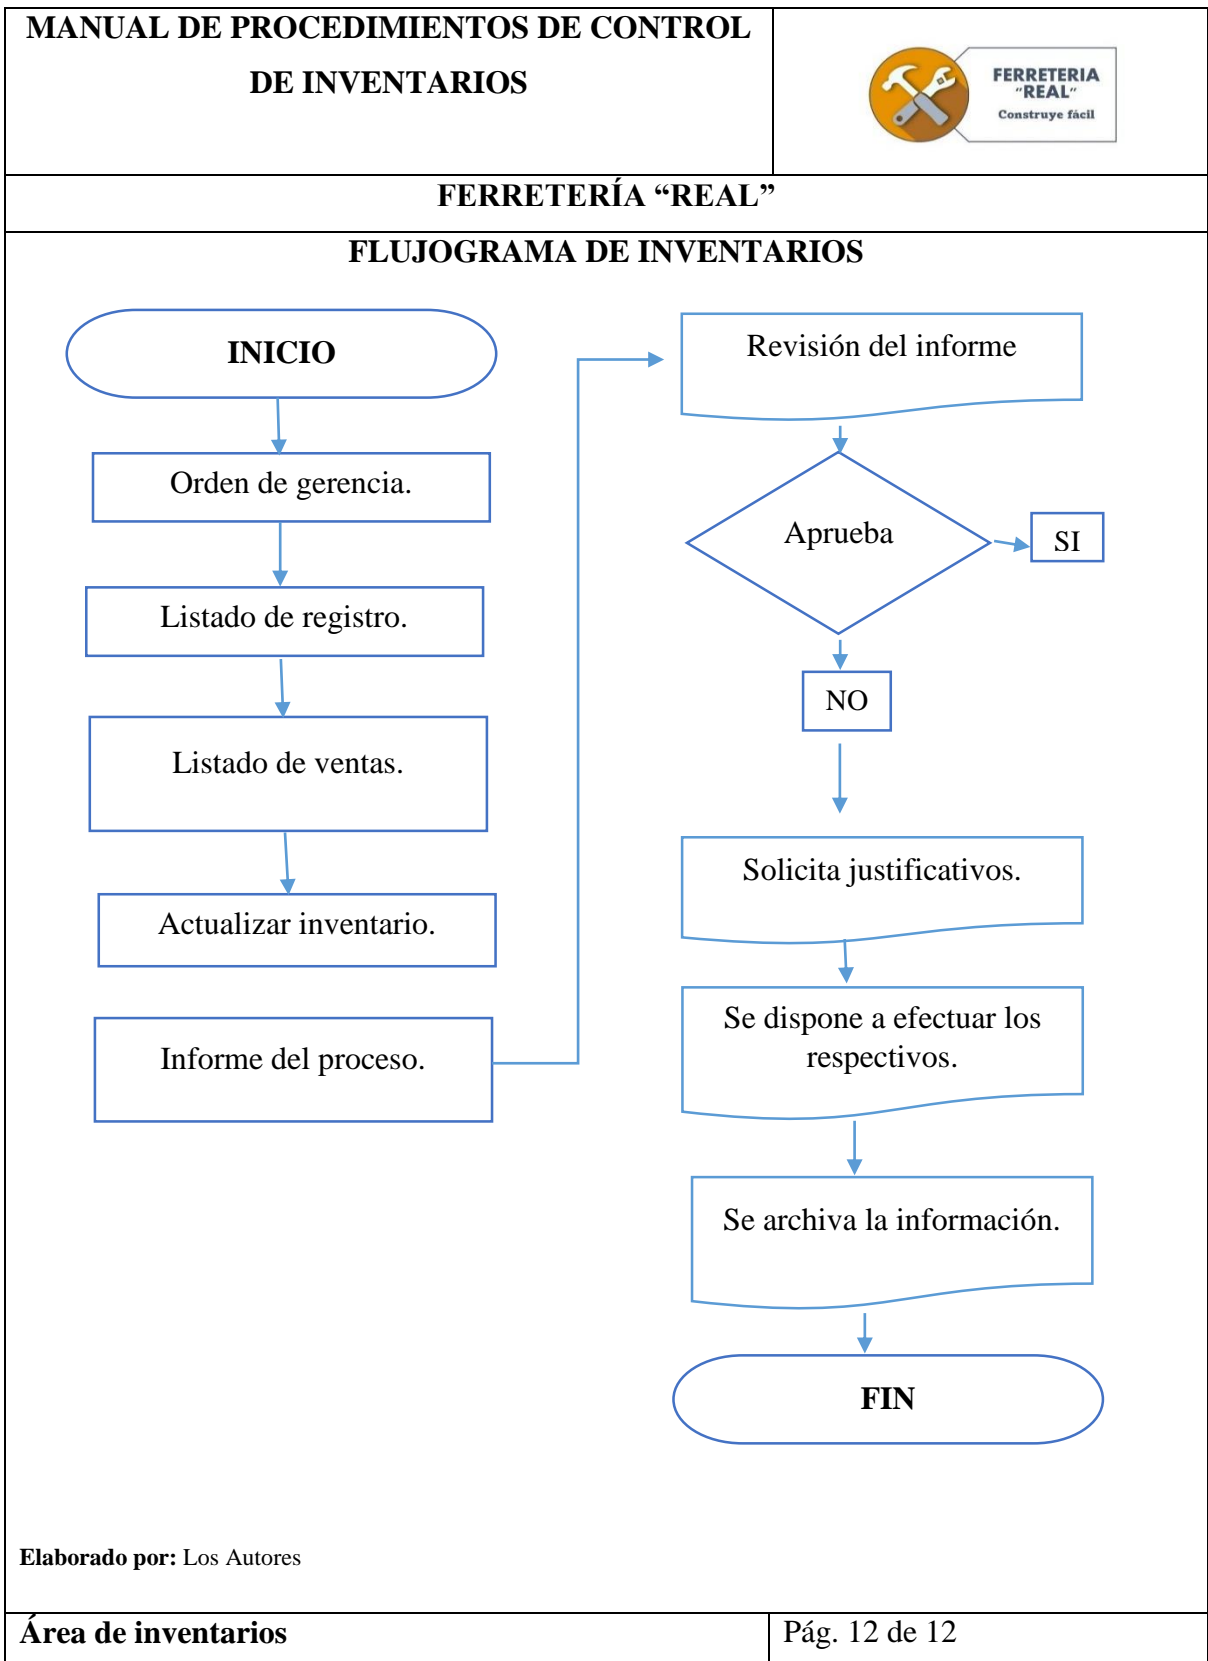 MANUAL DE PROCEDIMIENTOS DE CONTROL
DE INVENTARIOS
FERRETERIA
"REAL"
Construye fácil
FERRETERÍA “REAL”
FLUJOGRAMA DE INVENTARIOS
INICIO
Orden de gerencia.
Listado de registro.
Listado de ventas.
Actualizar inventario.
Informe del proceso.
Revisión del informe
Aprueba
SI
NO
Solicita justificativos.
Se dispone a efectuar los
respectivos.
Se archiva la información.
FIN
Elaborado por: Los Autores
Área de inventarios
Pág. 12 de 12